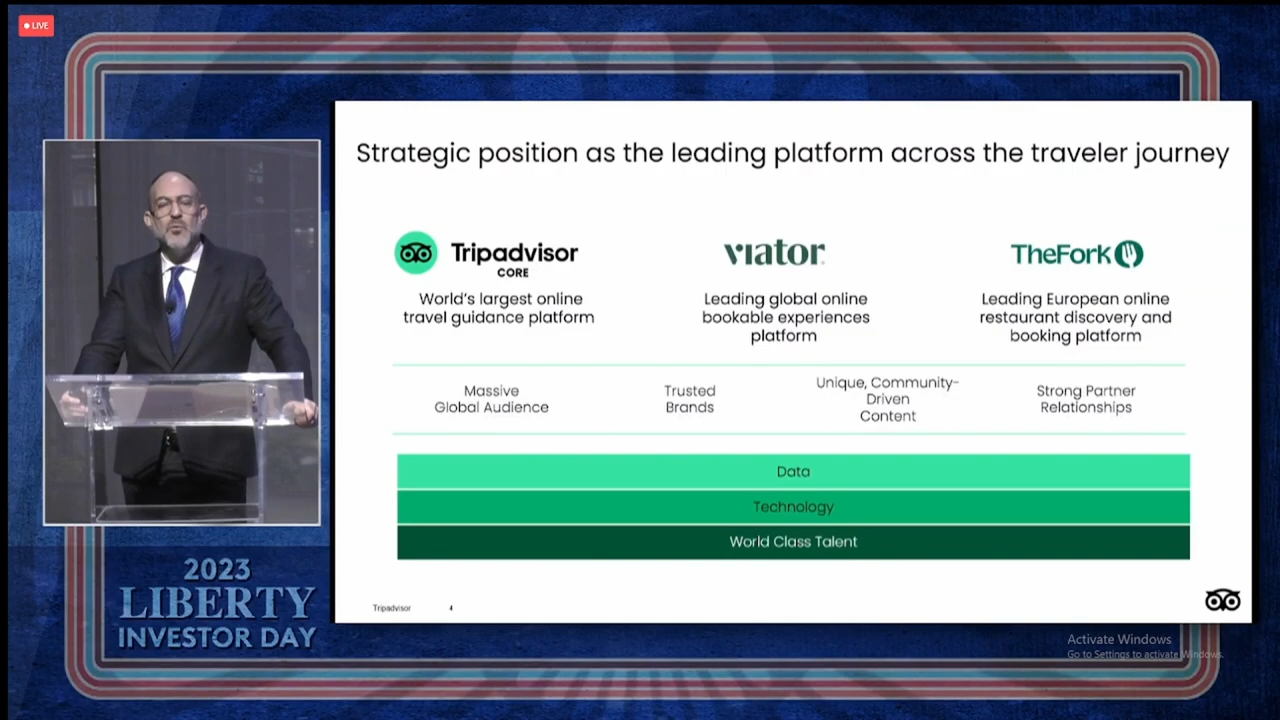 LIVE
Strategic position as the leading platform across the traveler journey
Tripadvisor
CORE
World's largest online
travel guidance platform
viator
Leading global online
bookable experiences
platform
TheFork
Leading European online
restaurant discovery and
booking platform
Massive
Global Audience
Trusted
Brands
Unique, Community-
Driven
Content
Strong Partner
Relationships
Data
Technology
World Class Talent
Tripadvisor 4
2023
LIBERTY
INVESTOR DAY
Activate Windows
Go to Settings to activate Windows.